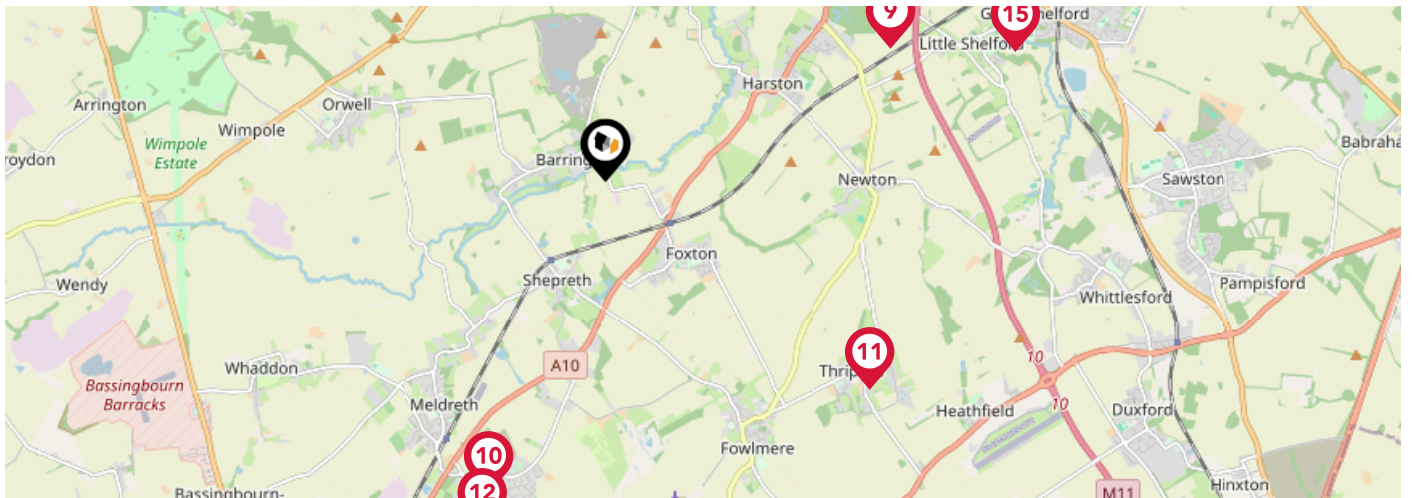 9
15
Little Shelford
Harston
Arrington
Orwell
Wimpole
Wimpole
Estate
Babraha
roydon
Barring
Newton
Sawston
Foxton
Shepreth
Wendy
Pampisford
Whittlesford
11
10
A10
Whaddon
Thrip
Bassingbourn
Barracks
Meldreth
10
Heathfield
Duxford
Fowlmere
10
12
Bassingbourn-
M11
Hinxton